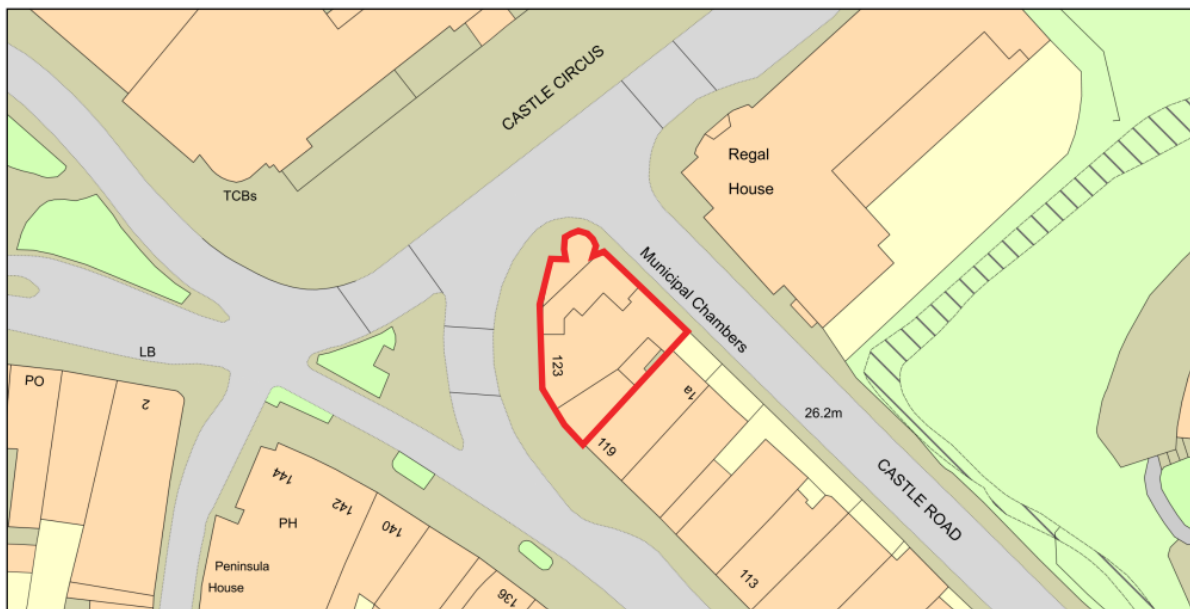 CASTLE CIRCUS
Regal
House
TCBs
Municipal Chambers
LB
123
PO
2
1a
26.2m
119
CASTLE ROAD
144
142
PH
140
Peninsula
House
113
136